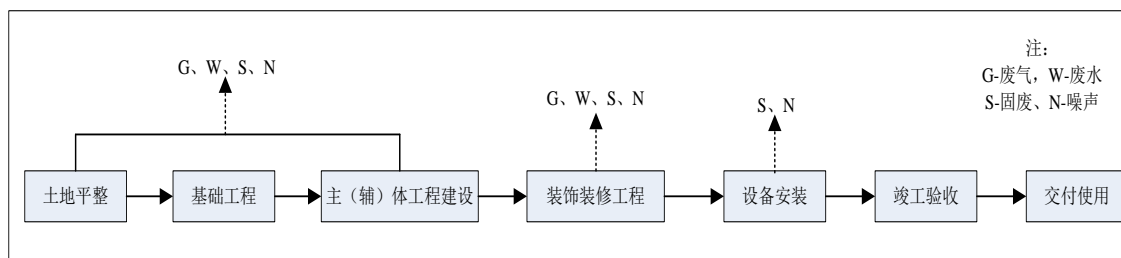 注:
G-废气，W-废水
S-固废、N-噪声
G、W、S、N
G、W、S、N
S、N
土地平整
基础工程
主（辅）体工程建设
装饰装修工程
设备安装
竣工验收
交付使用